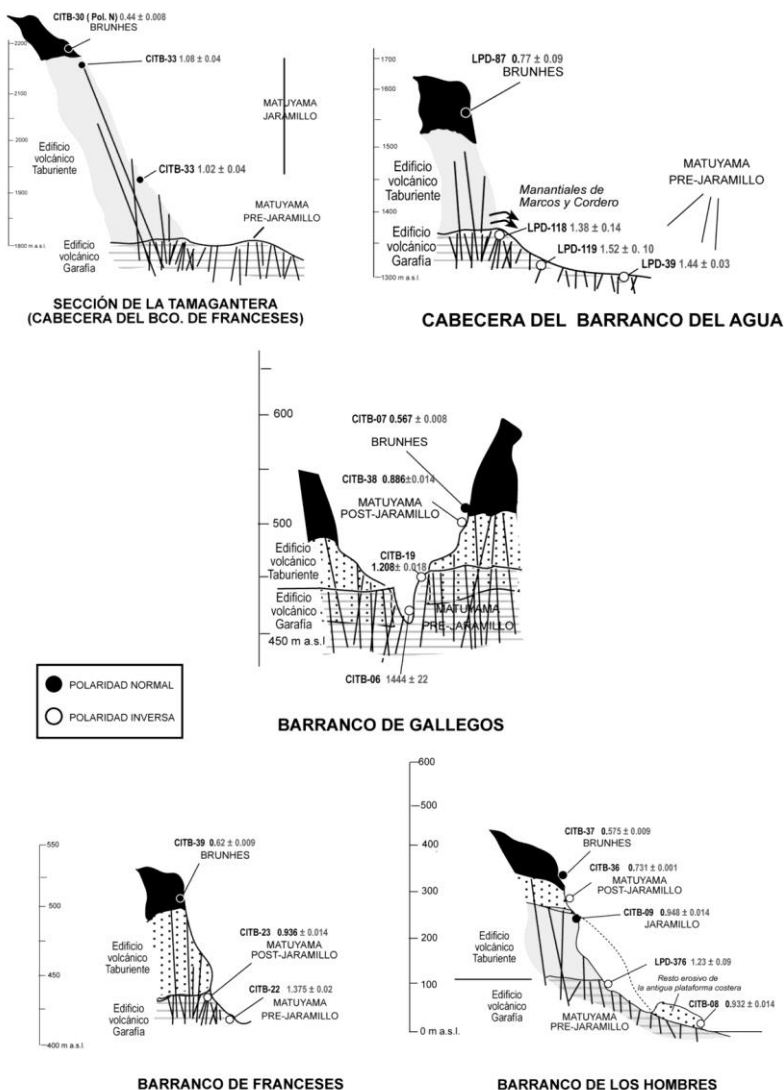 CITB-30 ( Pol. N) 0.44 ± 0.008
BRUNHES
CITB-33 1.08 ± 0.04
2200
2150
2000
1900
1800 m a.s.l.
MATUYAMA
JARAMILLO
Edificio
volcánico
Taburiente
CITB-33 1.02 ± 0.04
MATUYAMA
PRE-JARAMILLO
Edificio
volcánico
Garafía
SECCIÓN DE LA TAMAGANTERA
(CABECERA DEL BCO. DE FRANCESES)
1700
1600
1500
1400
1300 m a.s.l.
LPD-87 0.77 ± 0.09
BRUNHES
Edificio
volcánico
Taburiente
Manantiales de
Marcos y Cordero
MATUYAMA
PRE-JARAMILLO
LPD-118 1.38 ± 0.14
LPD-119 1.52 ± 0. 10
LPD-39 1.44 ± 0.03
Edificio
volcánico
Garafía
CABECERA DEL BARRANCO DEL AGUA
600
500
450 m a.s.l
CITB-07 0.567 ± 0.008
BRUNHES
CITB-38 0.886±0.014
MATUYAMA
POST-JARAMILLO
CITB-19
1.208± 0.018
Edificio
volcánico
Taburiente
Edificio
volcánico
Garafía
MATUYAMA
PRE-JARAMILLO
CITB-06 1444 ± 22
POLARIDAD NORMAL
POLARIDAD INVERSA
BARRANCO DE GALLEGOS
550
500
450
400 m a.s.l.
CITB-39 0.62 ± 0.009
BRUNHES
CITB-23 0.936 ± 0.014
MATUYAMA
POST-JARAMILLO
CITB-22 1.375 ± 0.02
MATUYAMA
PRE-JARAMILLO
Edificio
volcánico
Taburiente
Edificio
volcánico
Garafía
BARRANCO DE FRANCESES
600
500
400
300
200
100
0 m a.s.l.
CITB-37 0.575 ± 0.009
BRUNHES
CITB-36 0.731 ± 0.001
MATUYAMA
POST-JARAMILLO
CITB-09 0.948 ± 0.014
JARAMILLO
LPD-376 1.23 ± 0.09
Resto erosivo de
la antigua plataforma costera
CITB-08 0.932 ± 0.014
Edificio
volcánico
Taburiente
Edificio
volcánico
Garafía
MATUYAMA
PRE-JARAMILLO
BARRANCO DE LOS HOMBRES